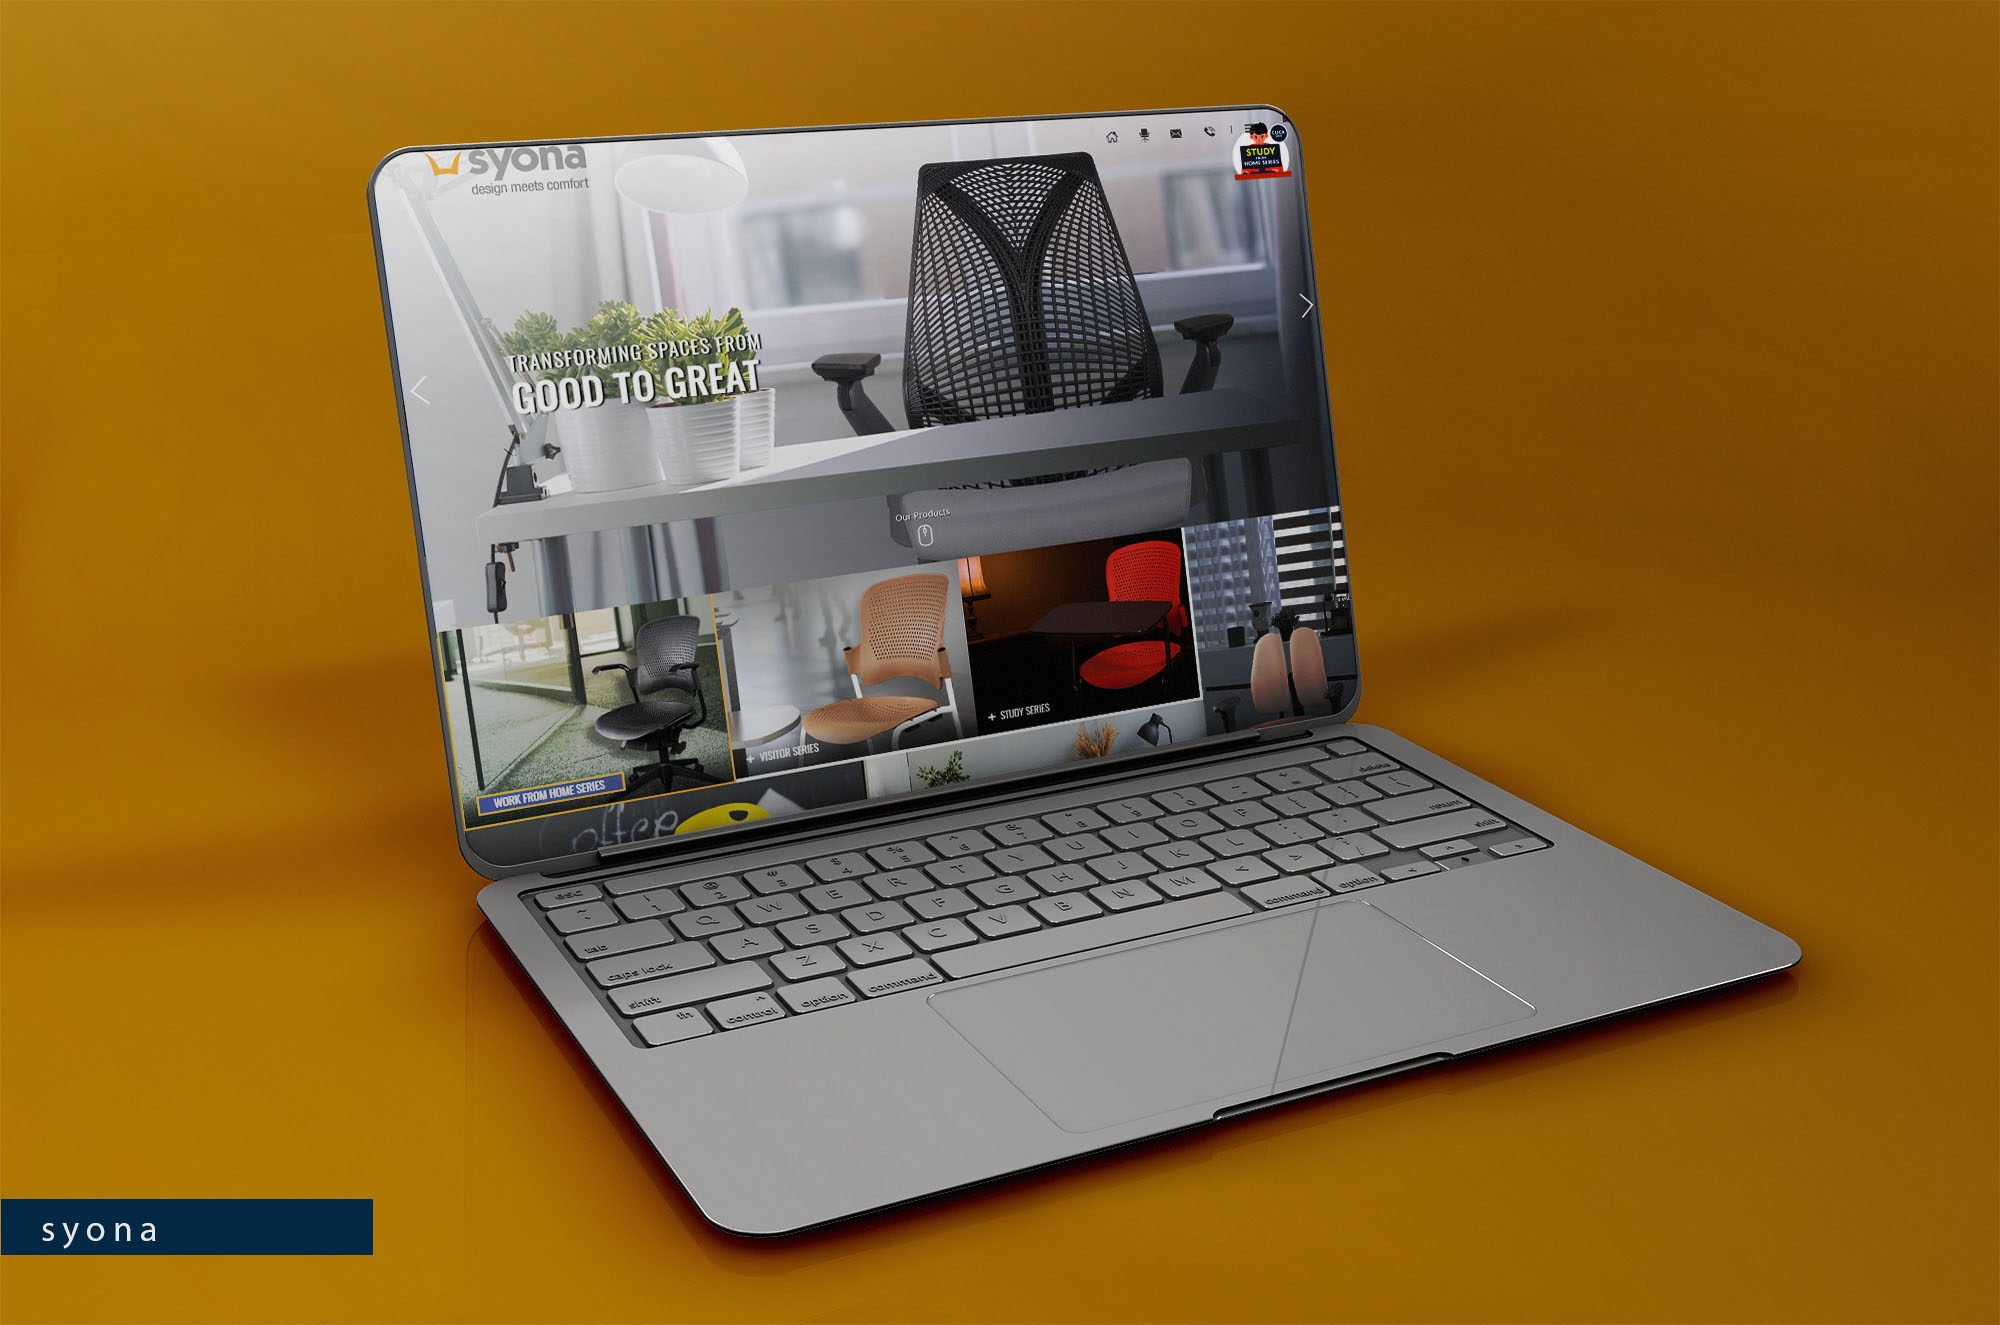 syona
design meets comfort
CLICK
STUDY
HOME SERIES
TRANSFORMING SPACES FROM
GOOD TO GREAT
Our Products
WORK FROM HOME SERIES
+ VISITOR SERIES
+ STUDY SERIES
Coffee
esc
delete
tab
Q W E R T Y U I O P
return
caps lock
A S D F G H J K L
shift
Z X C V B N M < >
shift
fn
control
option
command
command
option
syona